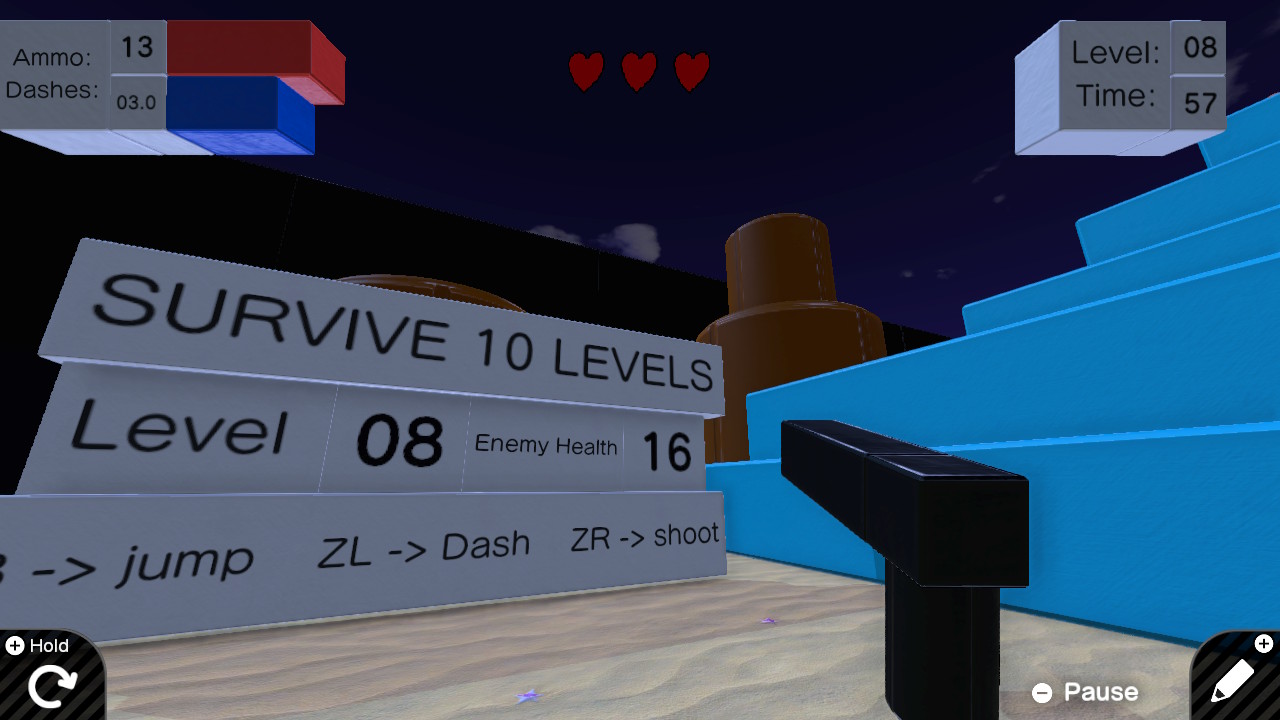 Ammo: 13
Dashes: 03.0
Level: 08
Time: 57
SURVIVE 10 LEVELS
Level 08 Enemy Health 16
-> jump ZL -> Dash ZR -> shoot
Hold
Pause